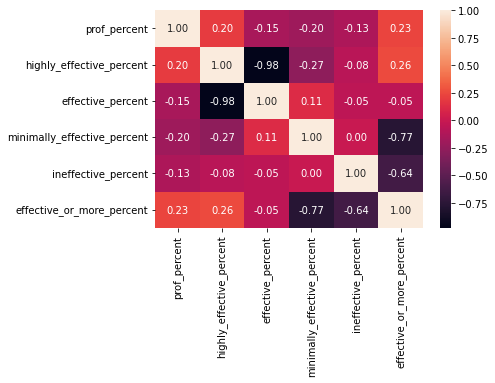 prof_percent 1.00 0.20 -0.15 -0.20 -0.13 0.23
highly_effective_percent 0.20 1.00 -0.98 -0.27 -0.08 0.26
effective_percent -0.15 -0.98 1.00 0.11 -0.05 -0.05
minimally_effective_percent -0.20 -0.27 0.11 1.00 0.00 -0.77
ineffective_percent -0.13 -0.08 -0.05 0.00 1.00 -0.64
effective_or_more_percent 0.23 0.26 -0.05 -0.77 -0.64 1.00
prof_percent
highly_effective_percent
effective_percent
minimally_effective_percent
ineffective_percent
effective_or_more_percent
1.00
0.75
0.50
0.25
0.00
−0.25
−0.50
−0.75